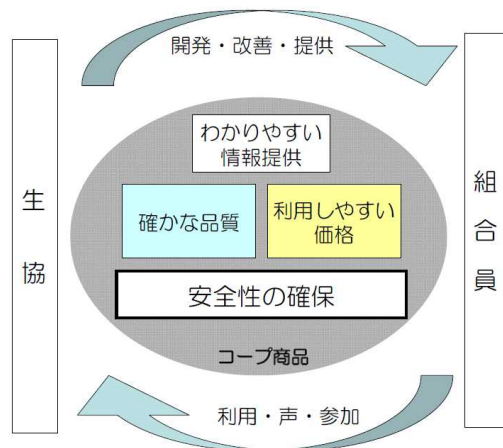 開発・改善・提供
生協
組合員
わかりやすい
情報提供
確かな品質
利用しやすい
価格
安全性の確保
コープ商品
利用・声・参加